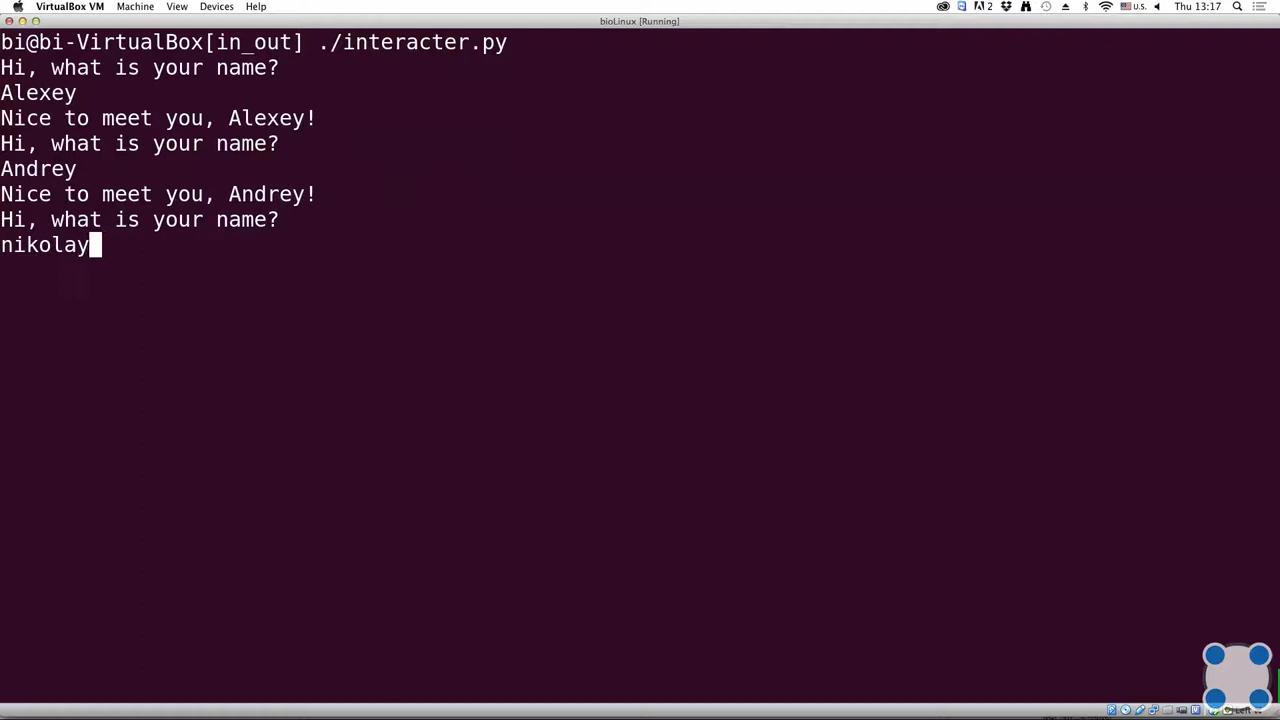 VirtualBox VM Machine View Devices Help
2 U.S. Thu 13:17
bioLinux [Running]
bi@bi-VirtualBox[in_out] ./interacter.py
Hi, what is your name?
Alexey
Nice to meet you, Alexey!
Hi, what is your name?
Andrey
Nice to meet you, Andrey!
Hi, what is your name?
nikolay
Left